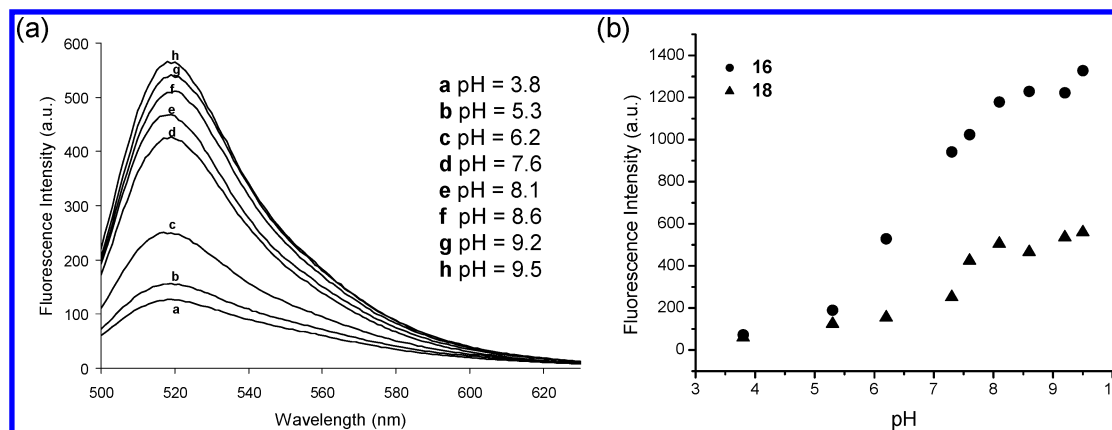 (a)
600
500
400
300
200
100
0
Fluorescence Intensity (a.u.)
h
g
f
e
d
c
b
a
a pH = 3.8
b pH = 5.3
c pH = 6.2
d pH = 7.6
e pH = 8.1
f pH = 8.6
g pH = 9.2
h pH = 9.5
500 520 540 560 580 600 620
Wavelength (nm)
(b)
1400
1200
1000
800
600
400
200
0
Fluorescence Intensity (a.u.)
16
18
3 4 5 6 7 8 9 1
pH